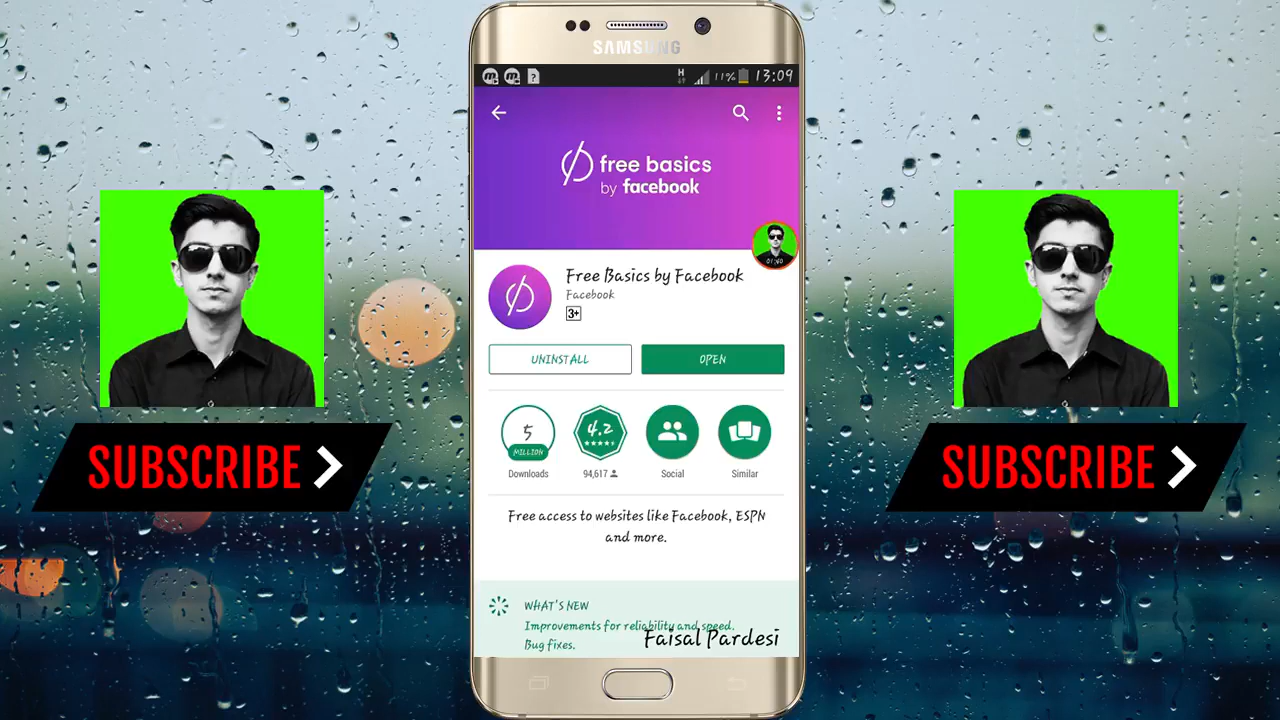 SAMSUNG
11% 13:09
free basics
by facebook
01:40
Free Basics by Facebook
Facebook
3+
UNINSTALL
OPEN
5
MILLION
4.2
Downloads
94,617
Social
Similar
Free access to websites like Facebook, ESPN
and more.
WHAT'S NEW
Improvements for reliability and speed.
Bug fixes.
Faisal Pardesi
SUBSCRIBE
SUBSCRIBE